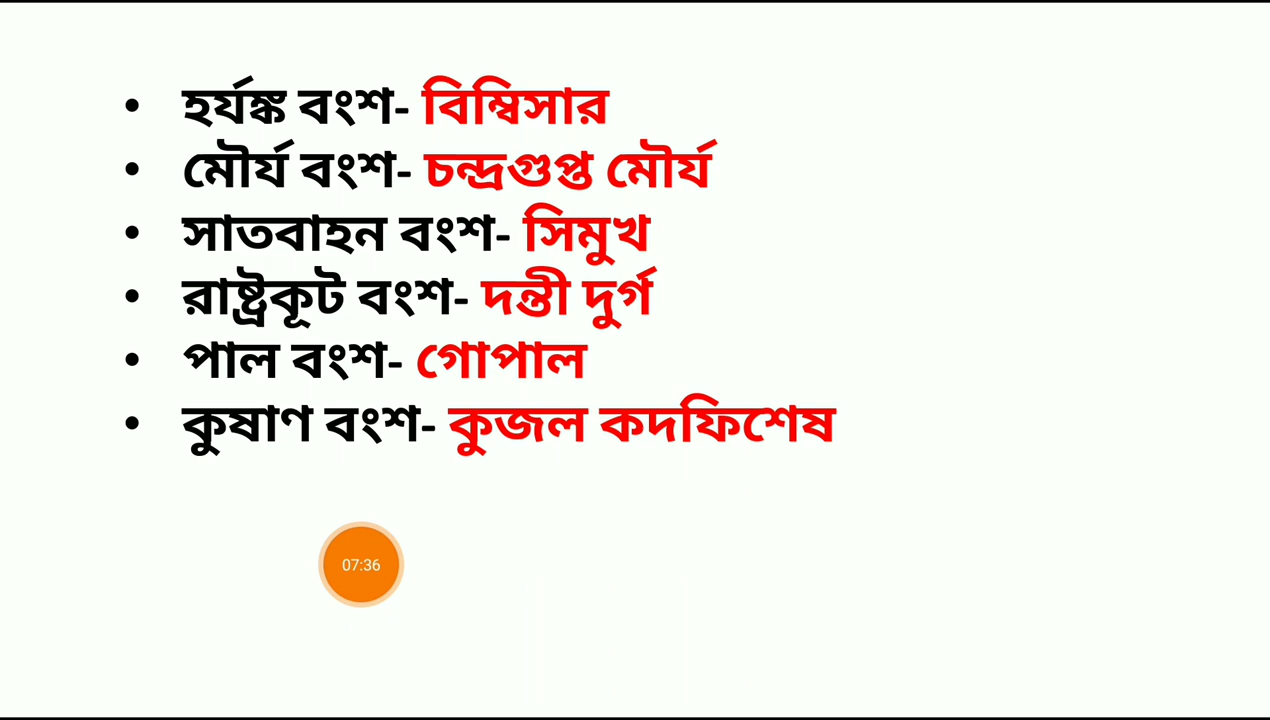 • হর্যঙ্ক বংশ- বিম্বিসার
• মৌর্য বংশ- চন্দ্রগুপ্ত মৌর্য
• সাতবাহন বংশ- সিমুখ
• রাষ্ট্রকূট বংশ- দন্তী দুর্গ
• পাল বংশ- গোপাল
• কুষাণ বংশ- কুজল কদফিশেষ
07:36